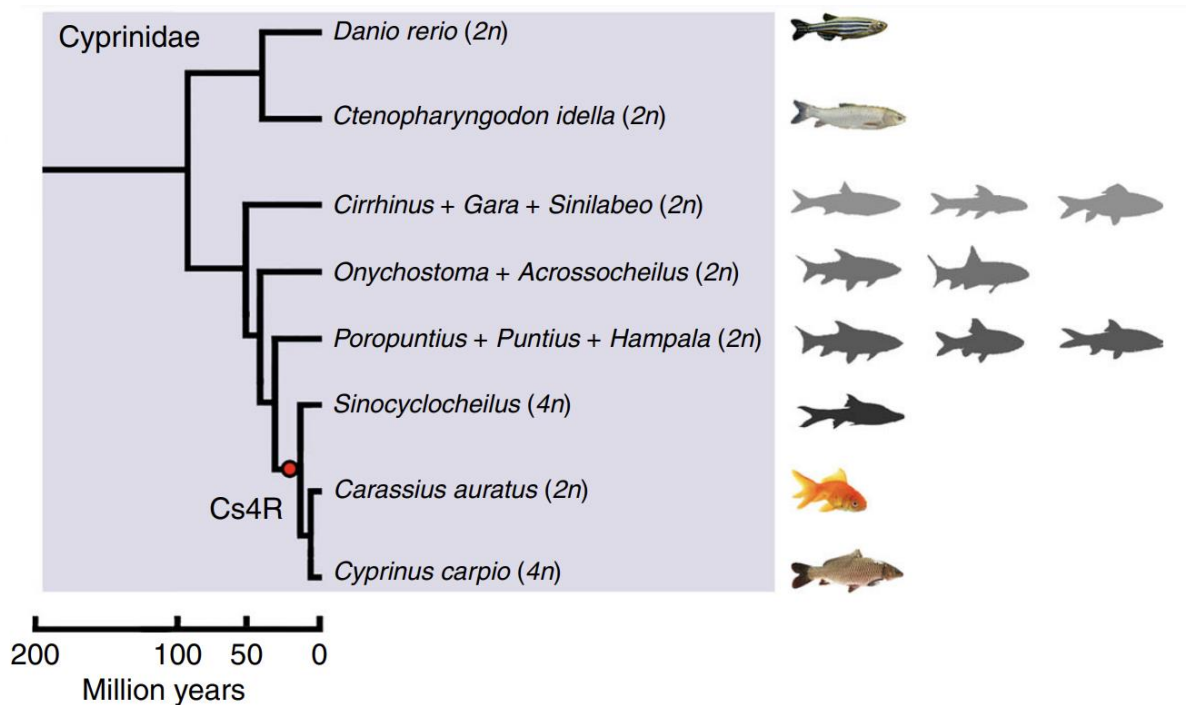 Cyprinidae
Danio rerio (2n)
Ctenopharyngodon idella (2n)
Cirrhinus + Gara + Sinilabeo (2n)
Onychostoma + Acrossocheilus (2n)
Poropuntius + Puntius + Hampala (2n)
Sinocyclocheilus (4n)
Carassius auratus (2n)
Cs4R
Cyprinus carpio (4n)
200 100 50 0
Million years